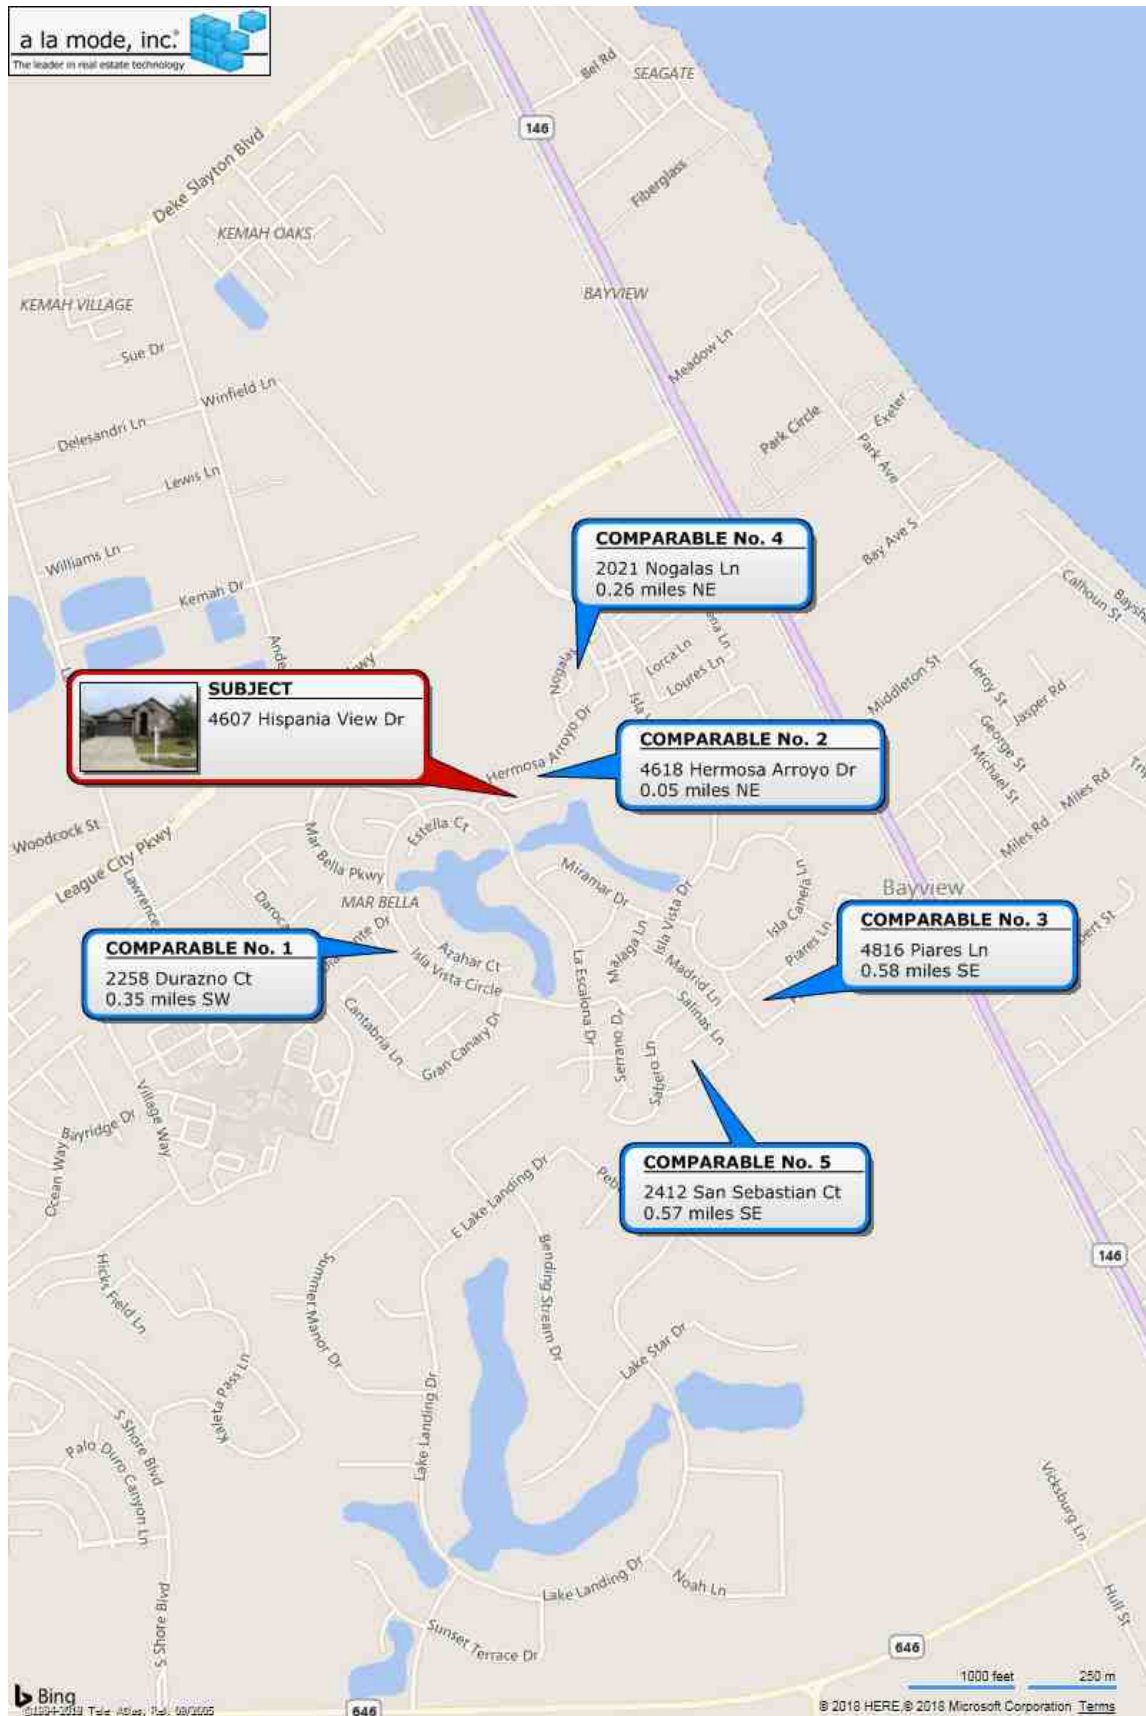 a la mode, inc.
The leader in real estate technology
Bel Rd
SEAGATE
146
Deke Slayton Blvd
Fiberglass
KEMAH OAKS
KEMAH VILLAGE
BAYVIEW
Sue Dr
Meadow Ln
Winfield Ln
Exeter
Park Circle
Delesandri Ln
Park Ave
Lewis Ln
Bay Ave S
COMPARABLE No. 4
2021 Nogalas Ln
0.26 miles NE
Williams Ln
Kemah Dr
Calhoun St
Lorca Ln
Loures Ln
Middleton St
Leroy St
Jasper Rd
SUBJECT
4607 Hispania View Dr
George St
Hermosa Arroyo Dr
COMPARABLE No. 2
4618 Hermosa Arroyo Dr
0.05 miles NE
Michael St
Miles Rd
Miles Rd
Woodcock St
Estella Ct
Mar Bella Pkwy
League City Pkwy
Miramar Dr
Isla Canela Ln
Bayview
MAR BELLA
Malaga Ln
Isla Vista Dr
COMPARABLE No. 1
2258 Durazno Ct
0.35 miles SW
COMPARABLE No. 3
4816 Piares Ln
0.58 miles SE
Piares Ln
Azahar Ct
Isla Vista Circle
La Escalona Dr
Madrid Ln
Salinas Ln
Cantabria Ln
Gran Canary Dr
Serrano Dr
Village Way
Bayridge Dr
Ocean Way
COMPARABLE No. 5
2412 San Sebastian Ct
0.57 miles SE
E Lake Landing Dr
146
Hicks Field Ln
Summer Manor Dr
Bending Stream Dr
Lake Star Dr
Kaleta Pass Ln
Lake Landing Dr
S Shore Blvd
Palo Duro Canyon Ln
Vicksburg Ln
Lake Landing Dr
Noah Ln
Hull St
S Shore Blvd
Sunset Terrace Dr
646
1000 feet
250 m
Bing
646
© 2018 HERE © 2018 Microsoft Corporation Terms